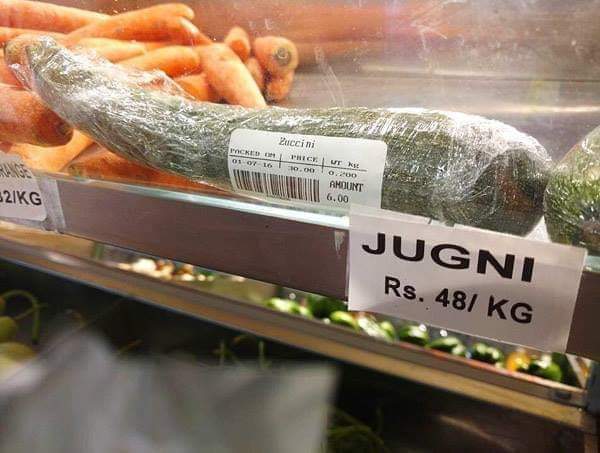 Zuccini
PACKED ON PRICE WT Kg
01-07-16 30.00 0.200
AMOUNT
6.00
JUGNI
Rs. 48/ KG
32/KG